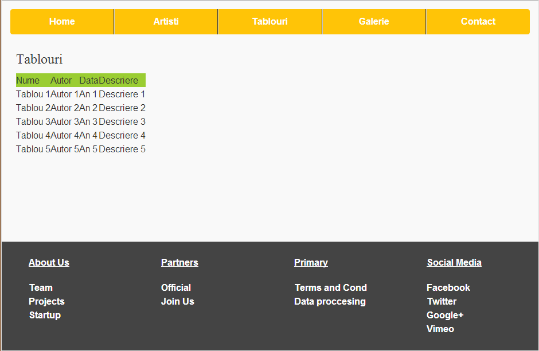 Home Artisti Tablouri Galerie Contact
Tablouri
Nume Autor Data Descriere
Tablou 1 Autor 1 An 1 Descriere 1
Tablou 2 Autor 2 An 2 Descriere 2
Tablou 3 Autor 3 An 3 Descriere 3
Tablou 4 Autor 4 An 4 Descriere 4
Tablou 5 Autor 5 An 5 Descriere 5
About Us Partners Primary Social Media
Team Official Terms and Cond Facebook
Projects Join Us Data proccesing Twitter
Startup Google+
Vimeo